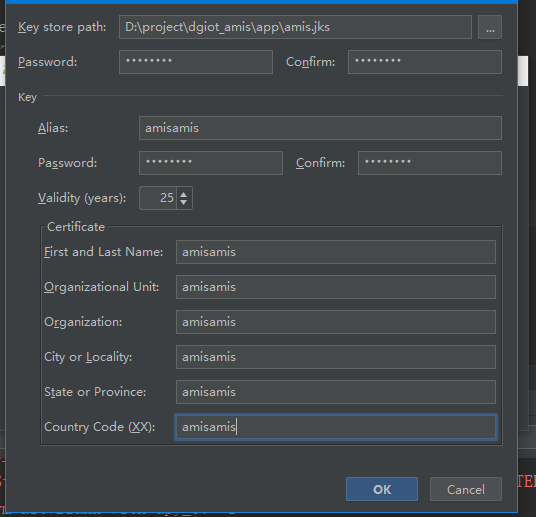 Key store path: D:\project\dgiot_amis\app\amis.jks ...
Password: •••••••• Confirm: ••••••••
Key
Alias: amisamis
Password: •••••••• Confirm: ••••••••
Validity (years): 25
Certificate
First and Last Name: amisamis
Organizational Unit: amisamis
Organization: amisamis
City or Locality: amisamis
State or Province: amisamis
Country Code (XX): amisamis
OK Cancel